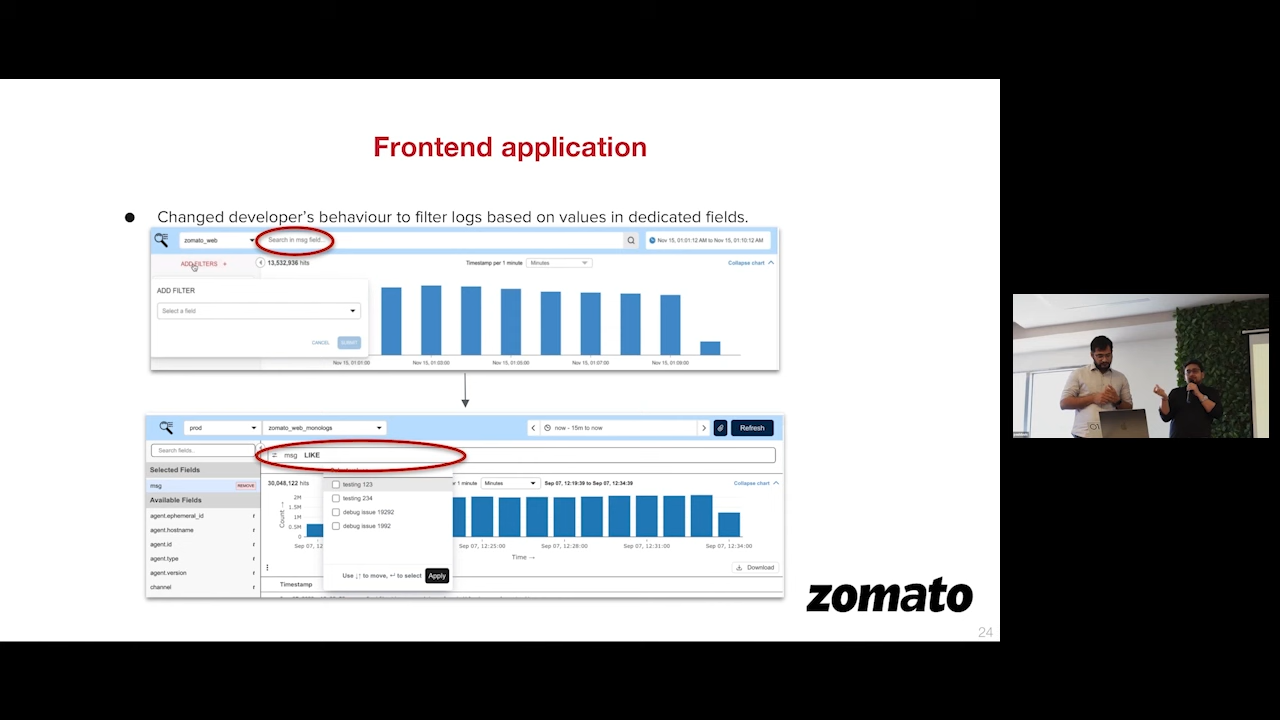 Frontend application
● Changed developer's behaviour to filter logs based on values in dedicated fields.
zomato_web
Search in msg field..
Nov 15, 01:01:12 AM to Nov 15, 01:10:12 AM
ADD FILTERS +
13,532,936 hits
Timestamp per 1 minute
Minutes
Collapse chart
ADD FILTER
Select a field
CANCEL
SUBMIT
Nov 15, 01:01:00
Nov 15, 01:03:00
Nov 15, 01:05:00
Nov 15, 01:07:00
Nov 15, 01:09:00
prod
zomato_web_monologs
now - 15m to now
Refresh
Search fields..
msg LIKE
Selected Fields
msg
REMOVE
Available Fields
agent.ephemeral_id t
agent.hostname t
agent.id t
agent.type t
agent.version t
channel t
30,048,122 hits
r 1 minute
Minutes
Sep 07, 12:19:39 to Sep 07, 12:34:39
Collapse chart
testing 123
testing 234
debug issue 19292
debug issue 1992
Use ↓↑ to move, ↵ to select
Apply
Count →
2M
1.5M
1M
0.5M
0
Sep 07, 12
Sep 07, 12:25:00
Sep 07, 12:28:00
Sep 07, 12:31:00
Sep 07, 12:34:00
Time →
Download
Timestamp
zomato
24